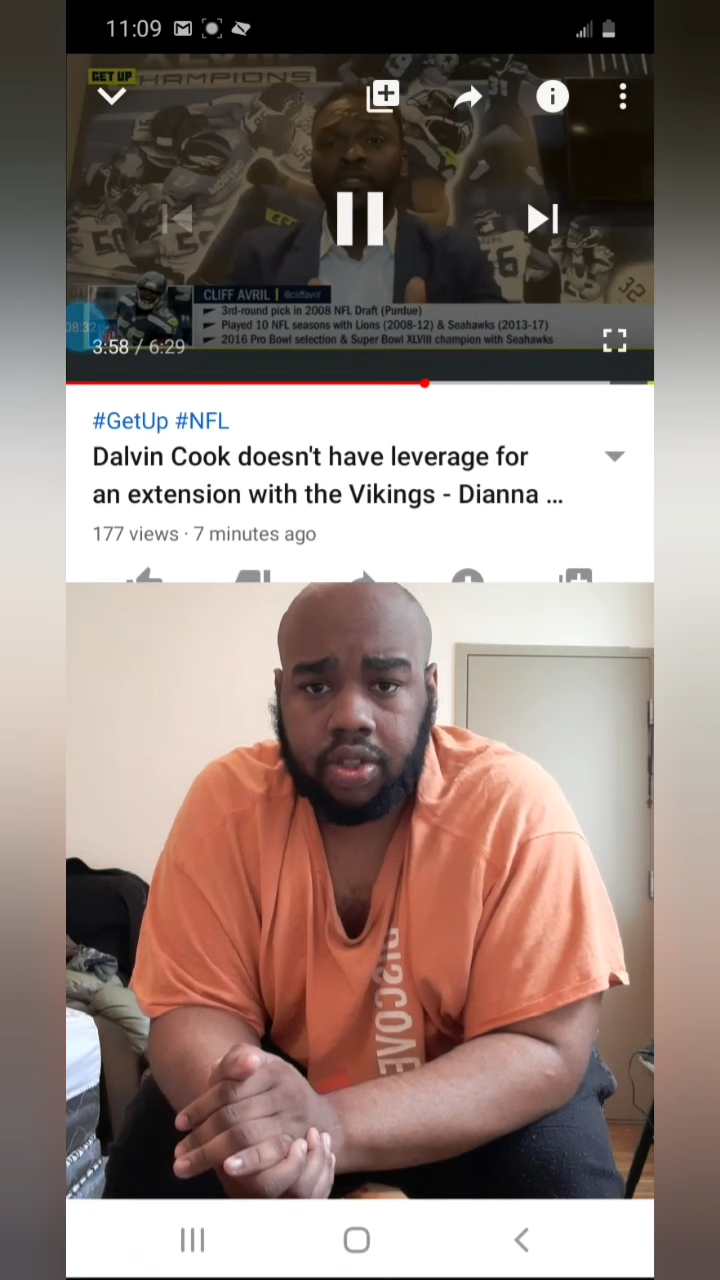 11:09
GET UP
CHAMPIONS
CLIFF AVRIL | @cliffavril
3rd-round pick in 2008 NFL Draft (Purdue)
Played 10 NFL seasons with Lions (2008-12) & Seahawks (2013-17)
2016 Pro Bowl selection & Super Bowl XLVIII champion with Seahawks
08:32
3:58 / 6:29
#GetUp #NFL
Dalvin Cook doesn't have leverage for
an extension with the Vikings - Dianna ...
177 views · 7 minutes ago
DISCOVE